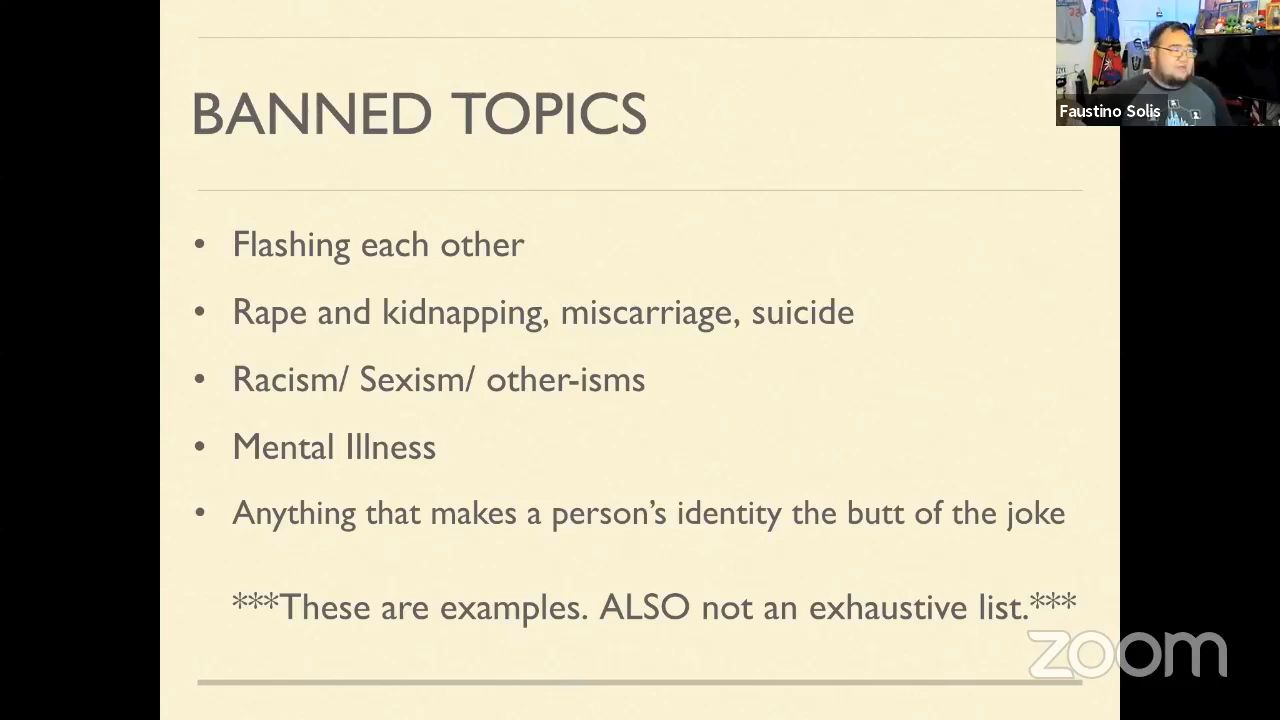 BANNED TOPICS
Faustino Solis
• Flashing each other
• Rape and kidnapping, miscarriage, suicide
• Racism/ Sexism/ other-isms
• Mental Illness
• Anything that makes a person’s identity the butt of the joke
***These are examples. ALSO not an exhaustive list.***
zoom